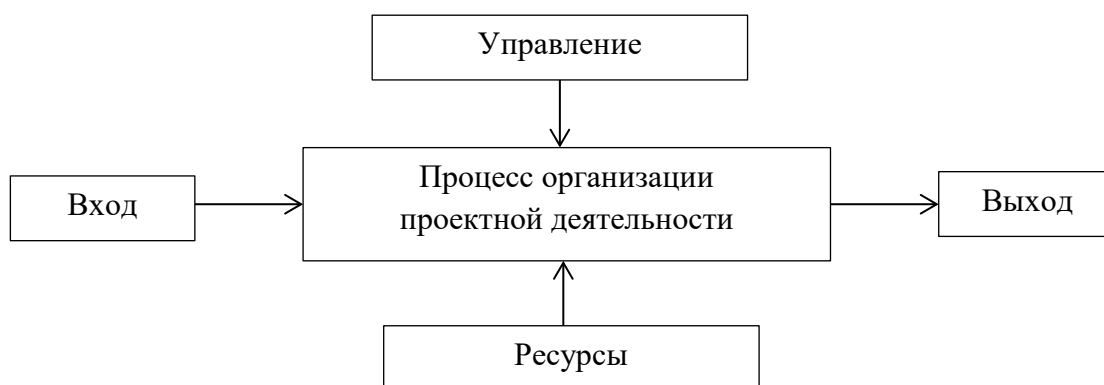 Управление
Процесс организации
проектной деятельности
Вход
Выход
Ресурсы